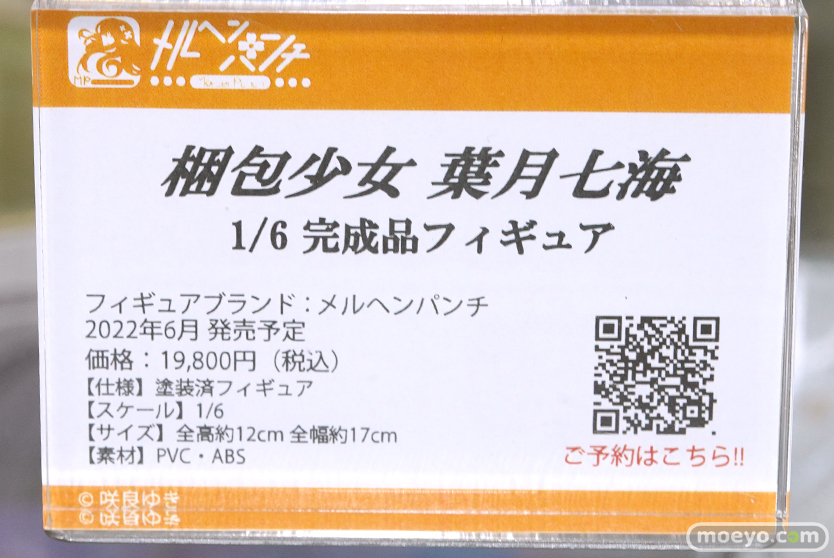 メルヘンパンチ
MP
梱包少女 葉月七海
1/6 完成品フィギュア
フィギュアブランド：メルヘンパンチ
2022年6月 発売予定
価格：19,800円（税込）
【仕様】塗装済フィギュア
【スケール】1/6
【サイズ】全高約12cm 全幅約17cm
【素材】PVC・ABS
ご予約はこちら!!
moeyo.com